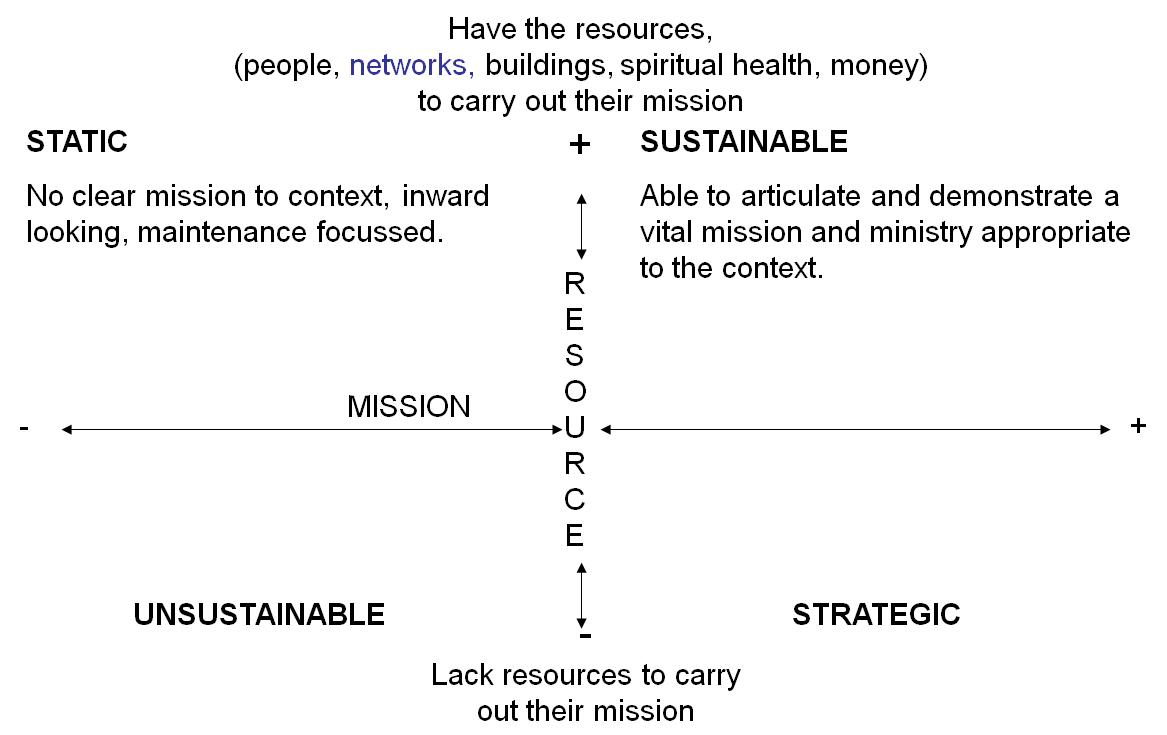 Have the resources,
(people, networks, buildings, spiritual health, money)
to carry out their mission
STATIC
+
SUSTAINABLE
No clear mission to context, inward
looking, maintenance focussed.
Able to articulate and demonstrate a
vital mission and ministry appropriate
to the context.
R
E
S
O
U
R
C
E
MISSION
-
+
UNSUSTAINABLE
-
STRATEGIC
Lack resources to carry
out their mission